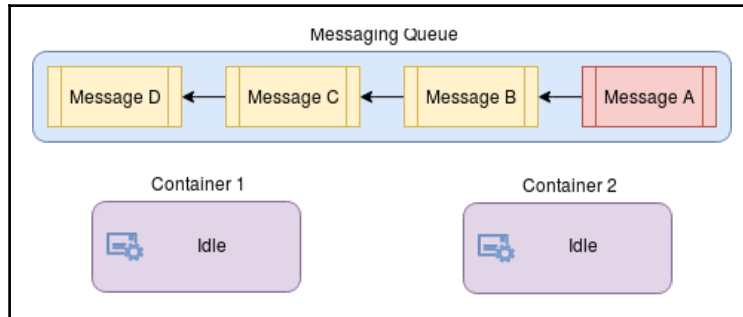 Messaging Queue
Message D
Message C
Message B
Message A
Container 1
Container 2
Idle
Idle